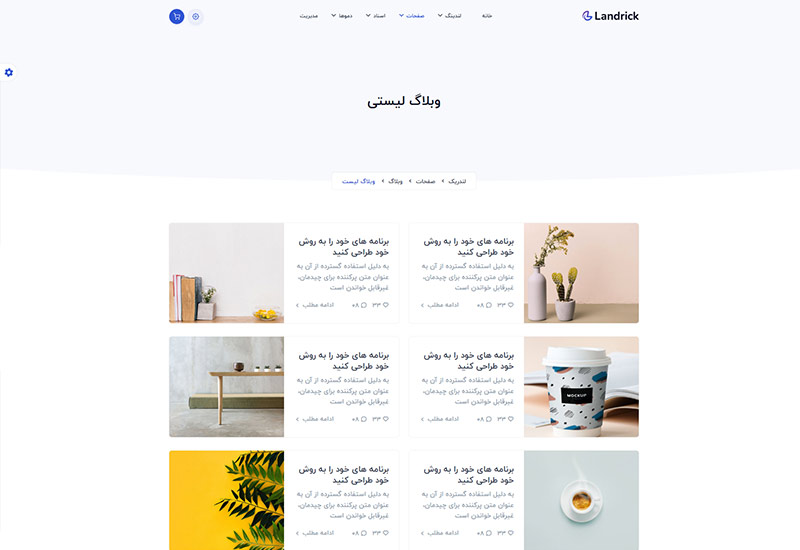 Landrick
خانه
لندینگ
صفحات
اسناد
دموها
مدیریت
وبلاگ لیستی
لندریک › صفحات › وبلاگ › وبلاگ لیست
برنامه های خود را به روش
خود طراحی کنید
به دلیل استفاده گسترده از آن به
عنوان متن پرکننده برای چیدمان،
غیرقابل خواندن است
۳۳ ۰۸ ادامه مطلب
برنامه های خود را به روش
خود طراحی کنید
به دلیل استفاده گسترده از آن به
عنوان متن پرکننده برای چیدمان،
غیرقابل خواندن است
۳۳ ۰۸ ادامه مطلب
MOCKUP
برنامه های خود را به روش
خود طراحی کنید
به دلیل استفاده گسترده از آن به
عنوان متن پرکننده برای چیدمان،
غیرقابل خواندن است
۳۳ ۰۸ ادامه مطلب
برنامه های خود را به روش
خود طراحی کنید
به دلیل استفاده گسترده از آن به
عنوان متن پرکننده برای چیدمان،
غیرقابل خواندن است
۳۳ ۰۸ ادامه مطلب
برنامه های خود را به روش
خود طراحی کنید
به دلیل استفاده گسترده از آن به
عنوان متن پرکننده برای چیدمان،
غیرقابل خواندن است
۳۳ ۰۸ ادامه مطلب
برنامه های خود را به روش
خود طراحی کنید
به دلیل استفاده گسترده از آن به
عنوان متن پرکننده برای چیدمان،
غیرقابل خواندن است
۳۳ ۰۸ ادامه مطلب